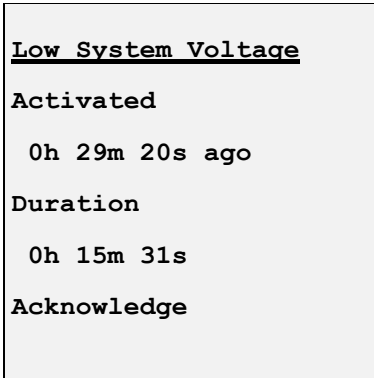 Low System Voltage
Activated
0h 29m 20s ago
Duration
0h 15m 31s
Acknowledge